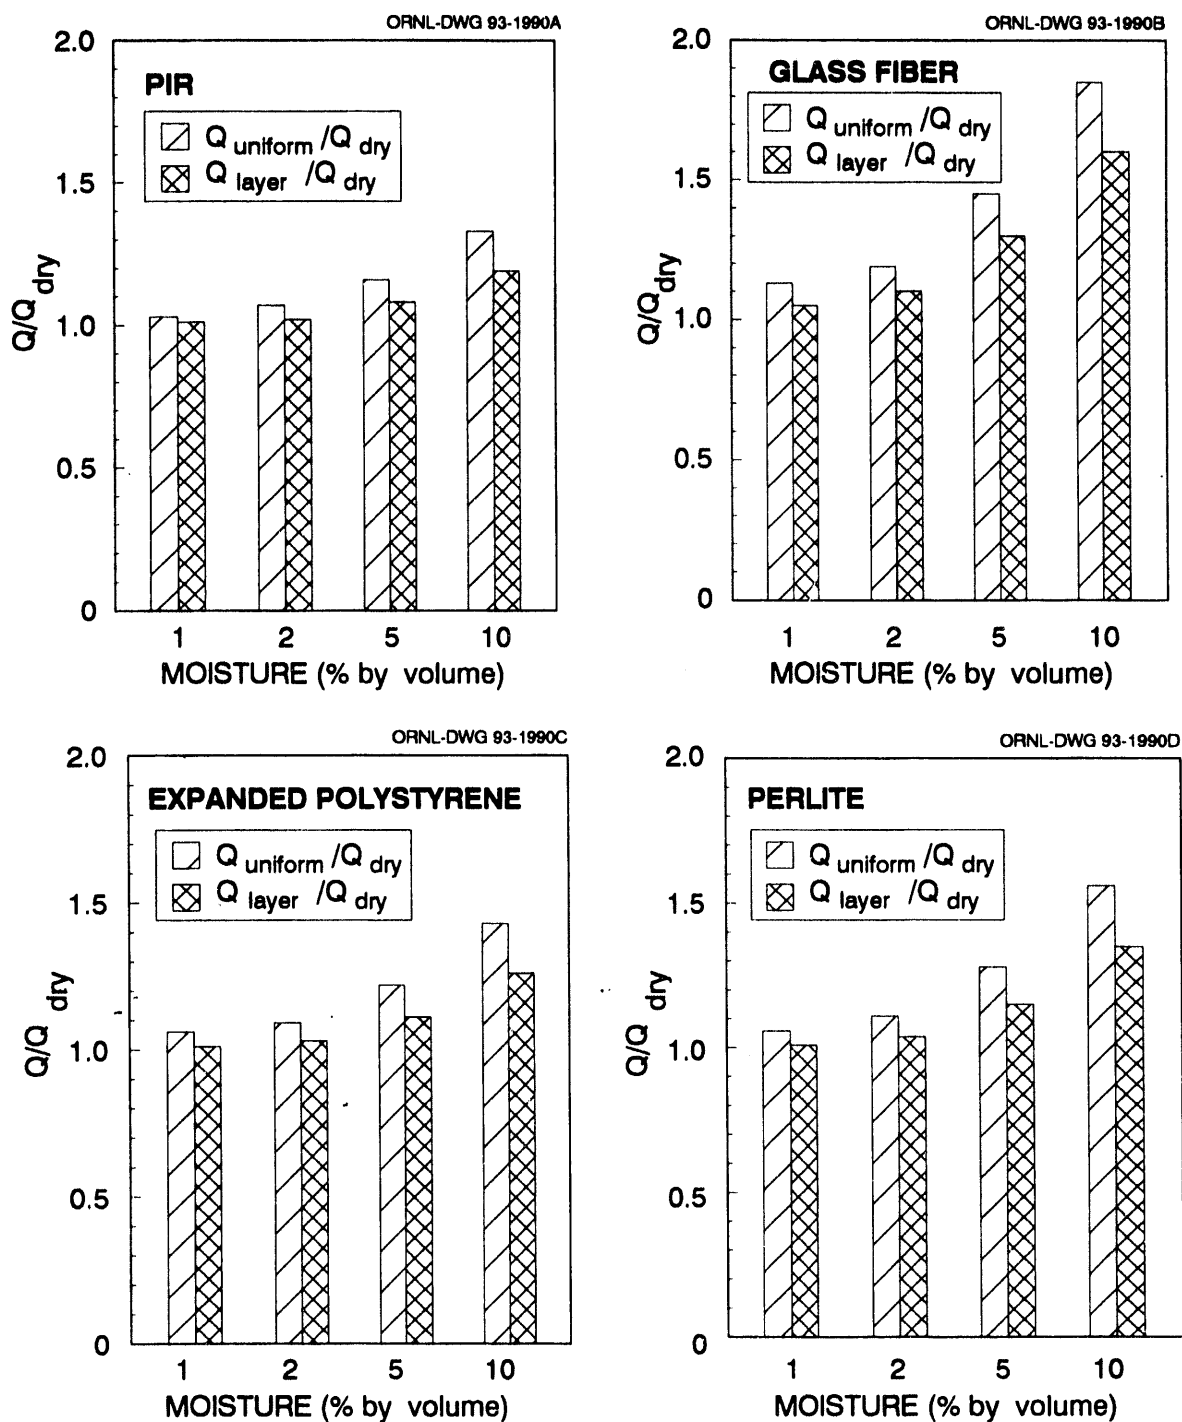 ORNL-DWG 93-1990A
2.0
PIR
Q uniform /Q dry
Q layer /Q dry
1.5
1.0
0.5
0
Q/Q dry
1 2 5 10
MOISTURE (% by volume)
ORNL-DWG 93-1990B
2.0
GLASS FIBER
Q uniform /Q dry
Q layer /Q dry
1.5
1.0
0.5
0
Q/Q dry
1 2 5 10
MOISTURE (% by volume)
ORNL-DWG 93-1990C
2.0
EXPANDED POLYSTYRENE
Q uniform /Q dry
Q layer /Q dry
1.5
1.0
0.5
0
Q/Q dry
1 2 5 10
MOISTURE (% by volume)
ORNL-DWG 93-1990D
2.0
PERLITE
Q uniform /Q dry
Q layer /Q dry
1.5
1.0
0.5
0
Q/Q dry
1 2 5 10
MOISTURE (% by volume)